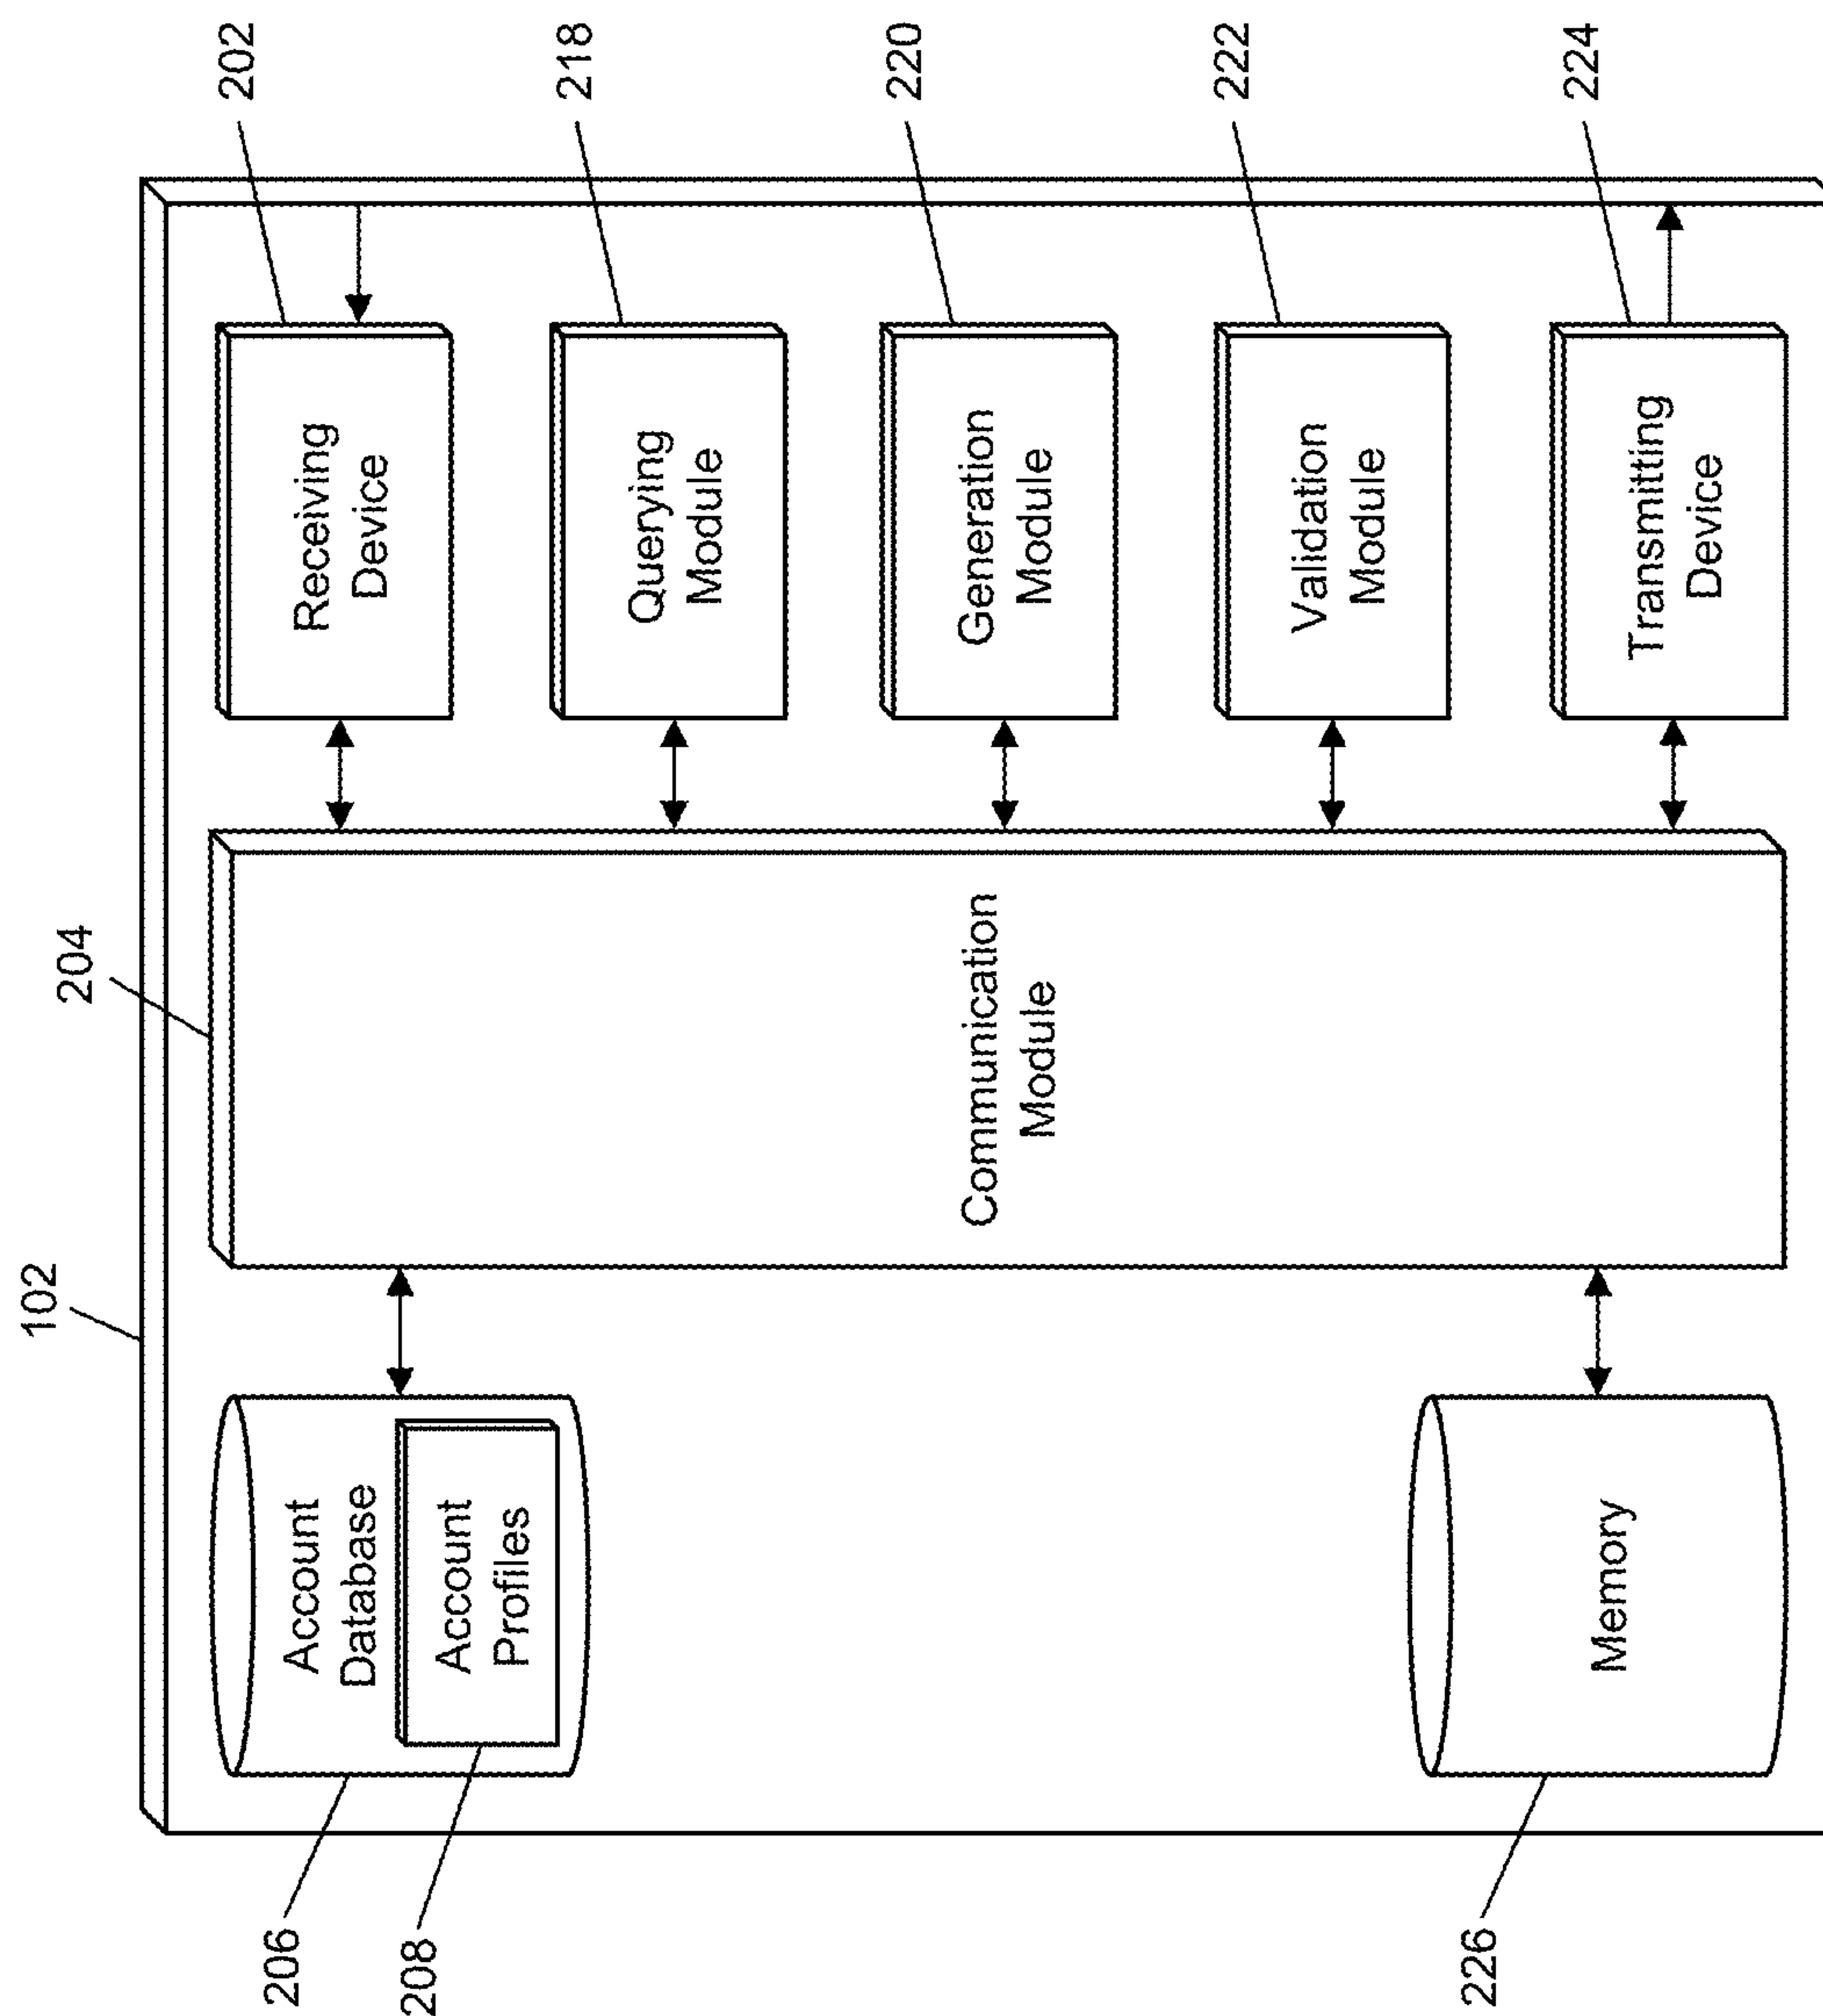 102
204
206
Account
Database
208
Account
Profiles
226
Memory
Communication
Module
202
Receiving
Device
218
Querying
Module
220
Generation
Module
222
Validation
Module
224
Transmitting
Device